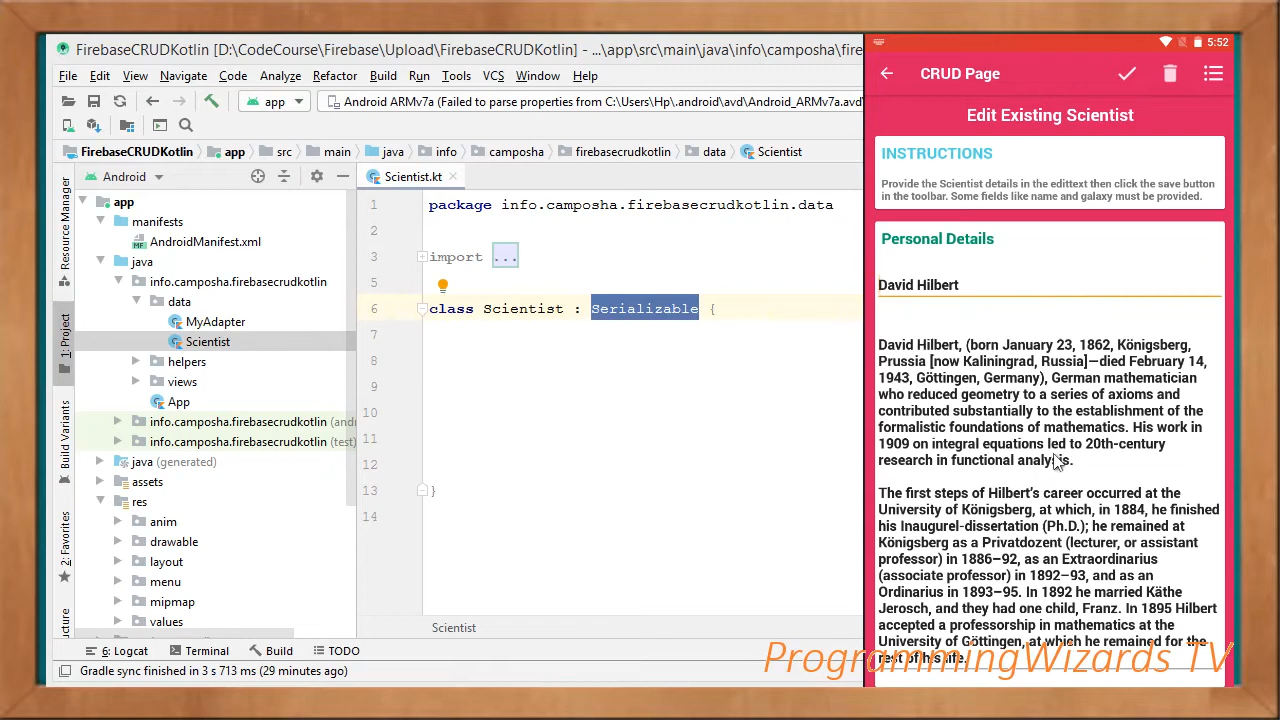 FirebaseCRUDKotlin [D:\CodeCourse\Firebase\Upload\FirebaseCRUDKotlin] - ...\app\src\main\java\info\camposha\fire
File Edit View Navigate Code Analyze Refactor Build Run Tools VCS Window Help
app
Android ARMv7a (Failed to parse properties from C:\Users\Hp\.android\avd\Android_ARMv7a.avd
FirebaseCRUDKotlin app src main java info camposha firebasecrudkotlin data Scientist
Resource Manager
1: Project
Build Variants
2: Favorites
ucture
Android
app
manifests
AndroidManifest.xml
java
info.camposha.firebasecrudkotlin
data
MyAdapter
Scientist
helpers
views
App
info.camposha.firebasecrudkotlin (and
info.camposha.firebasecrudkotlin (test)
java (generated)
assets
res
anim
drawable
layout
menu
mipmap
values
Scientist.kt
1 package info.camposha.firebasecrudkotlin.data
2
3 import ...
5
6 class Scientist : Serializable {
7
8
9
10
11
12
13 }
14
Scientist
6: Logcat Terminal Build TODO
Gradle sync finished in 3 s 713 ms (29 minutes ago)
5:52
CRUD Page
Edit Existing Scientist
INSTRUCTIONS
Provide the Scientist details in the edittext then click the save button
in the toolbar. Some fields like name and galaxy must be provided.
Personal Details
David Hilbert
David Hilbert, (born January 23, 1862, Königsberg,
Prussia [now Kaliningrad, Russia]—died February 14,
1943, Göttingen, Germany), German mathematician
who reduced geometry to a series of axioms and
contributed substantially to the establishment of the
formalistic foundations of mathematics. His work in
1909 on integral equations led to 20th-century
research in functional analysis.
The first steps of Hilbert's career occurred at the
University of Königsberg, at which, in 1884, he finished
his Inaugurel-dissertation (Ph.D.); he remained at
Königsberg as a Privatdozent (lecturer, or assistant
professor) in 1886–92, as an Extraordinarius
(associate professor) in 1892–93, and as an
Ordinarius in 1893–95. In 1892 he married Käthe
Jerosch, and they had one child, Franz. In 1895 Hilbert
accepted a professorship in mathematics at the
University of Göttingen, at which he remained for the
rest of his life.
ProgrammingWizards TV